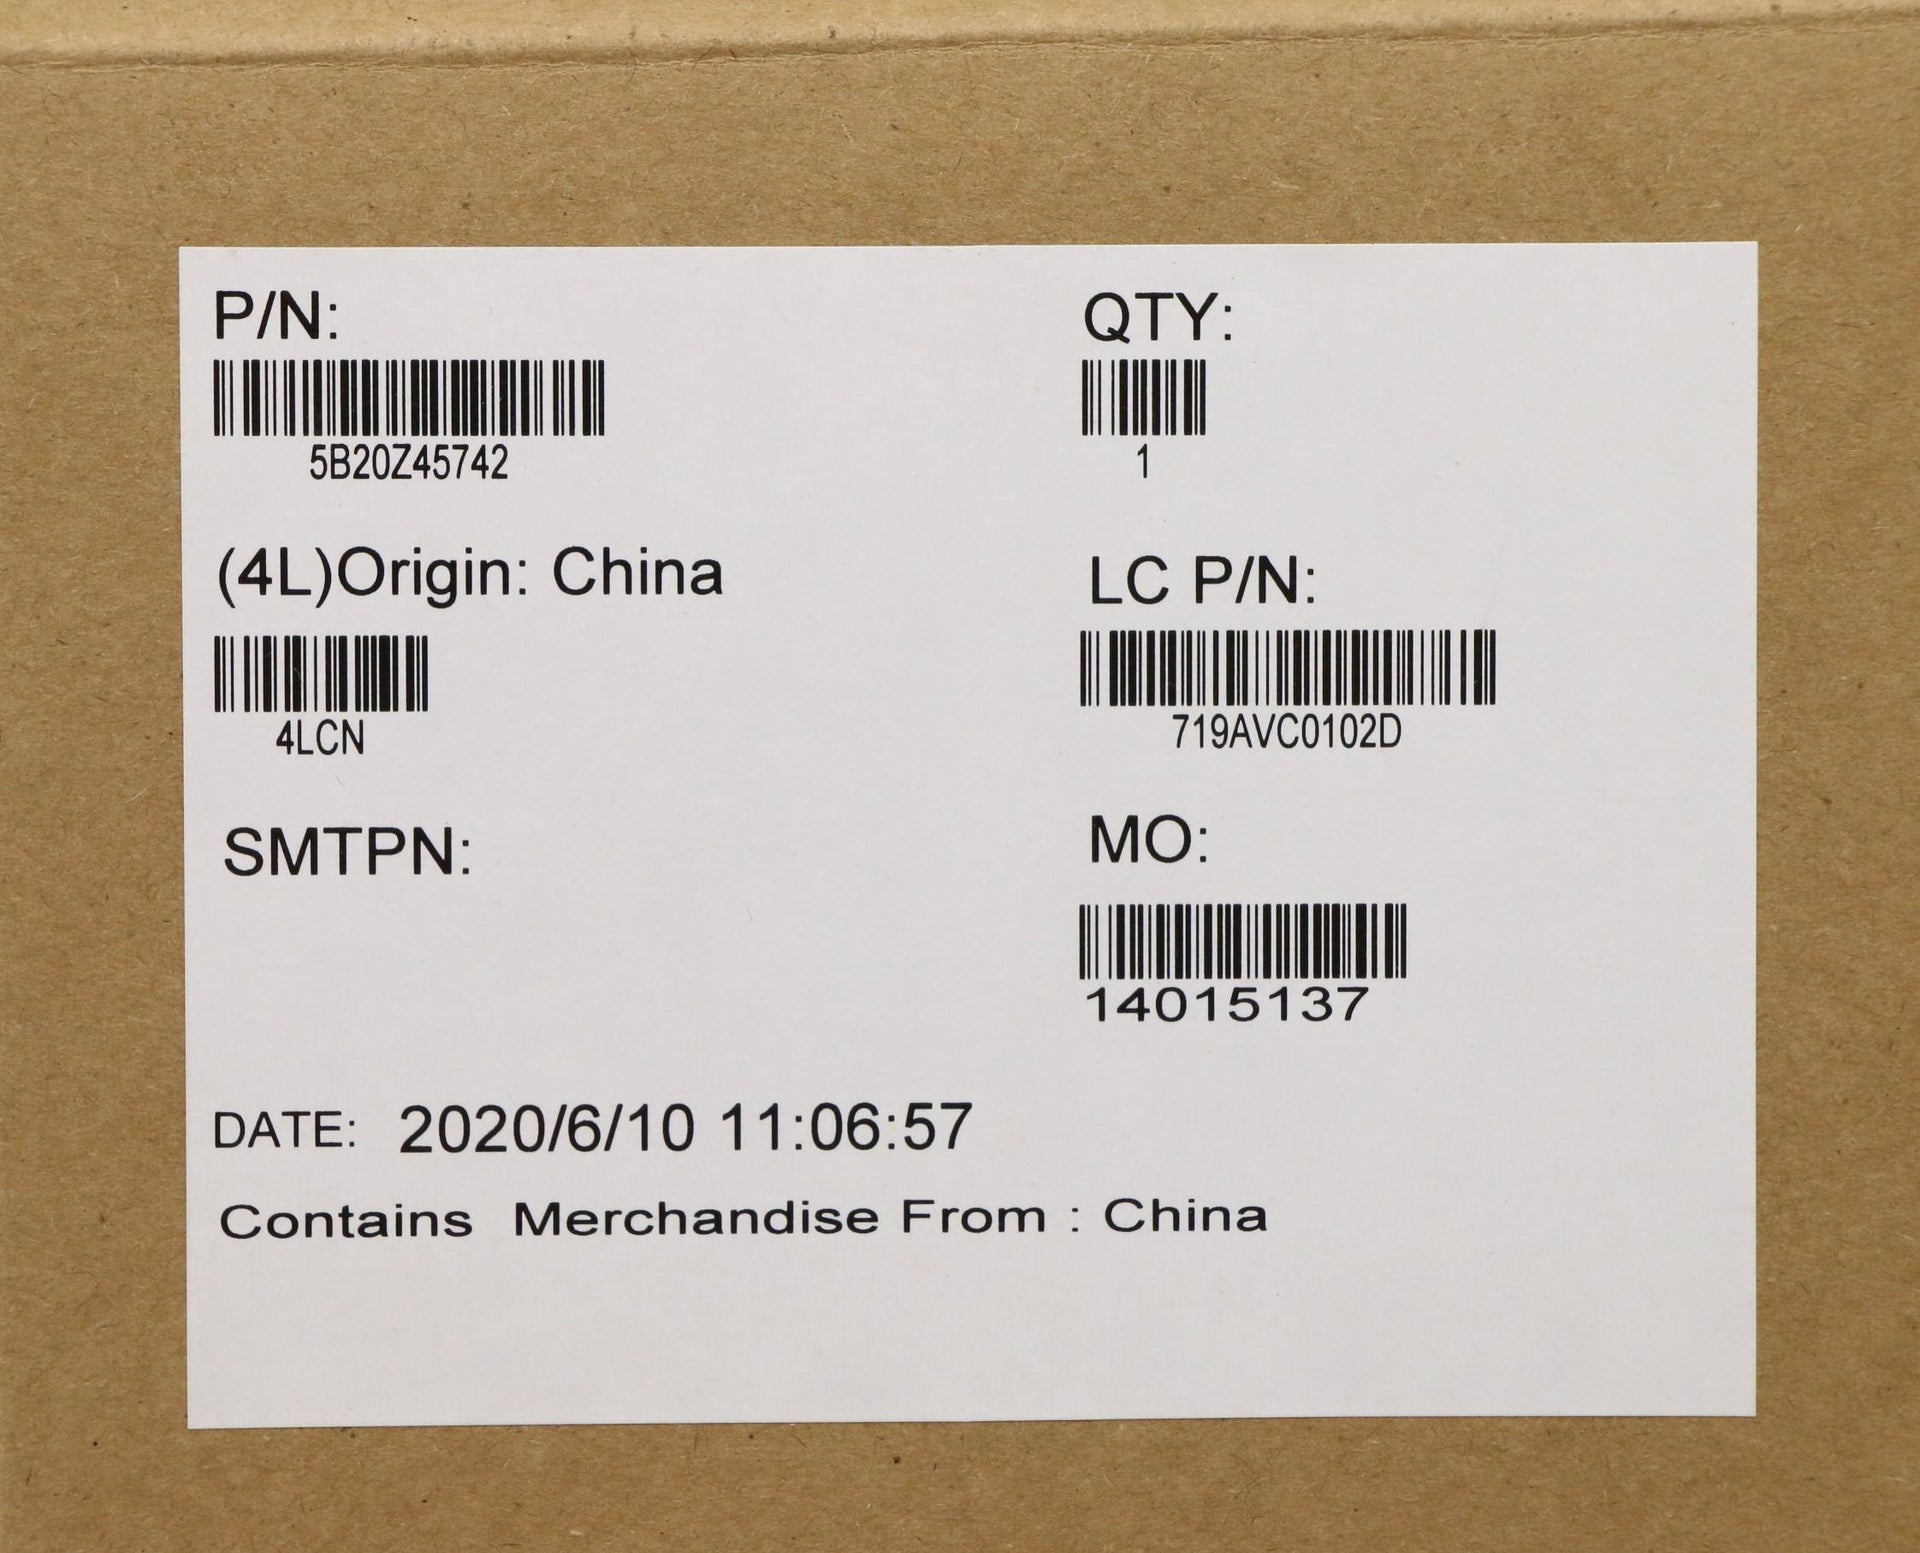 P/N:
5B20Z45742
QTY:
1
(4L)Origin: China
4LCN
LC P/N:
719AVC0102D
SMTPN:
MO:
14015137
DATE: 2020/6/10 11:06:57
Contains Merchandise From : China